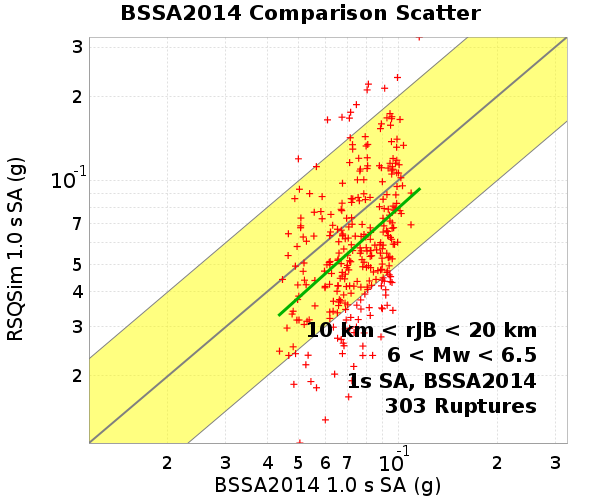 BSSA2014 Comparison Scatter
RSQSim 1.0 s SA (g)
3
2
10-1
7
5
4
3
2
10 km < rJB < 20 km
6 < Mw < 6.5
1s SA, BSSA2014
303 Ruptures
2 3 4 5 6 7 10-1 2 3
BSSA2014 1.0 s SA (g)